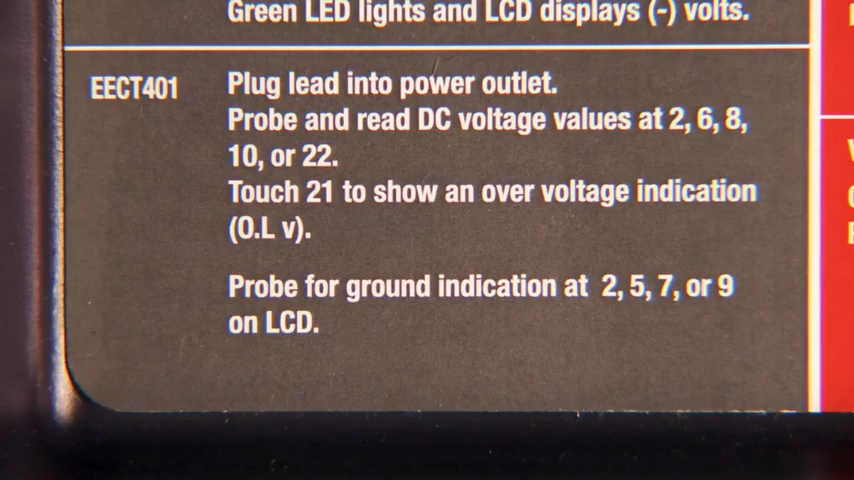 Green LED lights and LCD displays (-) volts.
EECT401
Plug lead into power outlet.
Probe and read DC voltage values at 2, 6, 8,
10, or 22.
Touch 21 to show an over voltage indication
(O.L v).
Probe for ground indication at 2, 5, 7, or 9
on LCD.